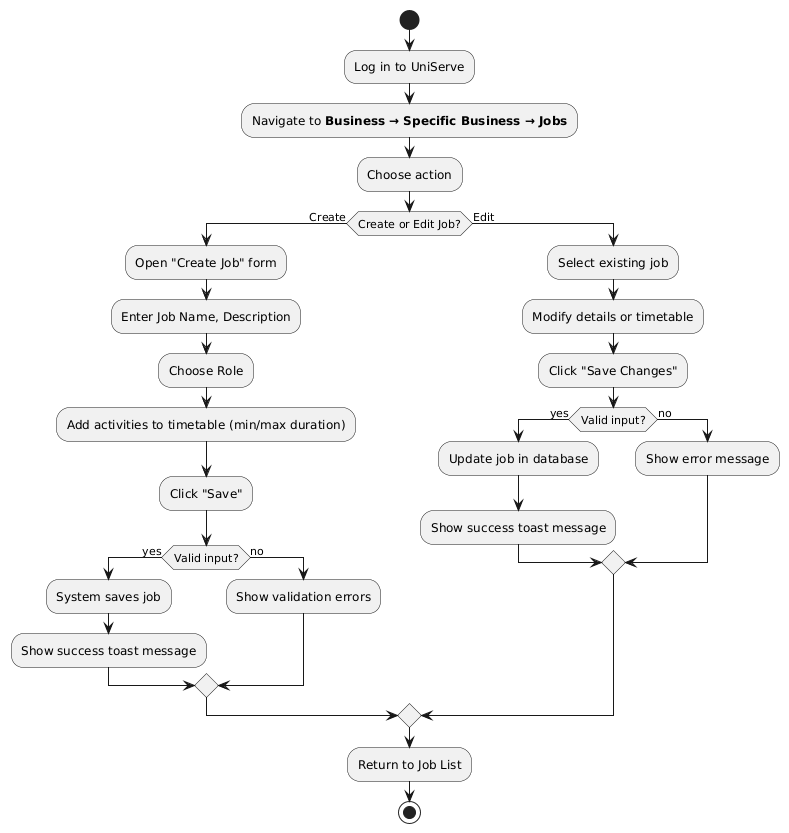 Log in to UniServe
Navigate to Business → Specific Business → Jobs
Choose action
Create
Create or Edit Job?
Edit
Open "Create Job" form
Enter Job Name, Description
Choose Role
Add activities to timetable (min/max duration)
Click "Save"
yes
Valid input?
no
System saves job
Show success toast message
Show validation errors
Select existing job
Modify details or timetable
Click "Save Changes"
yes
Valid input?
no
Update job in database
Show success toast message
Show error message
Return to Job List